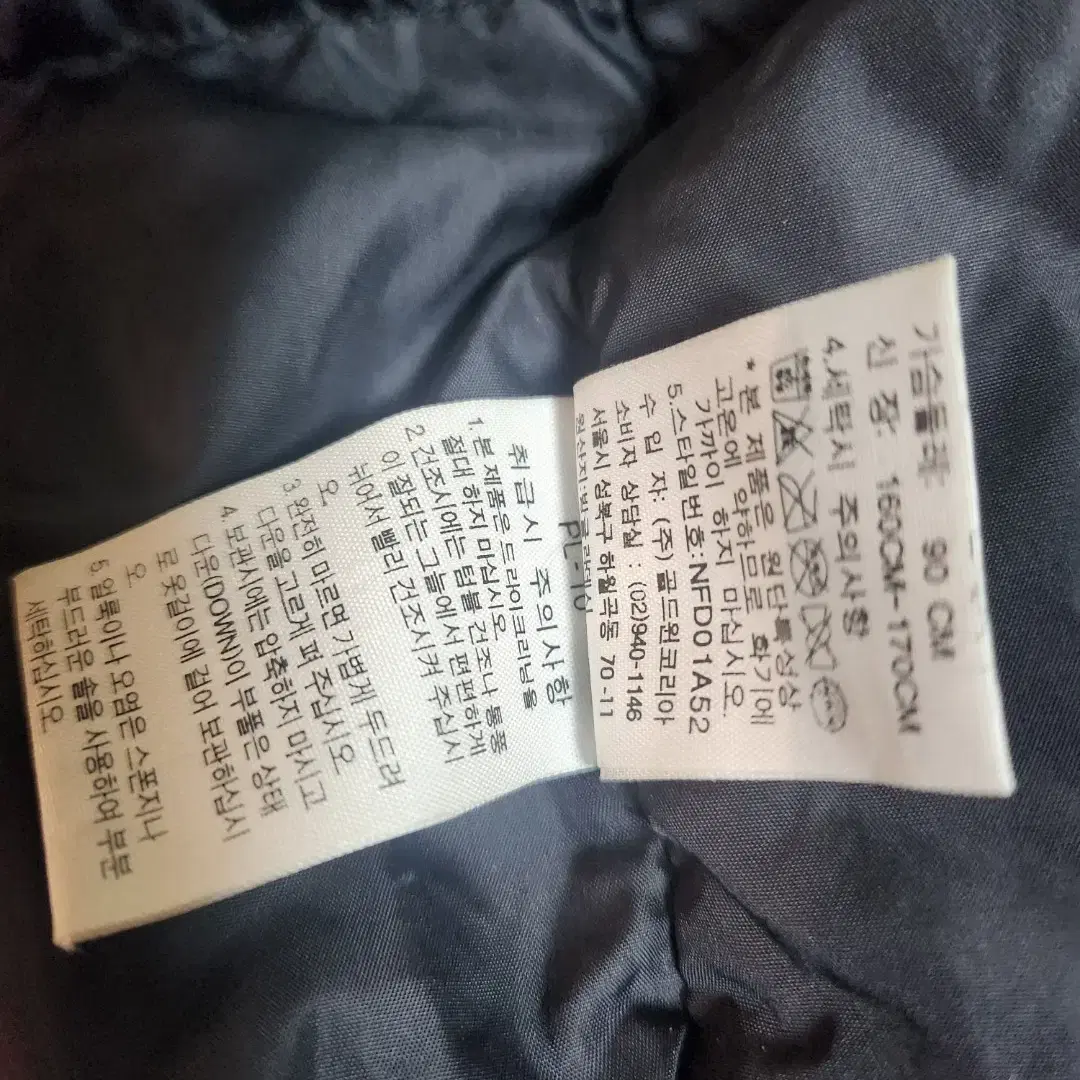 가슴둘레 90 CM
신 장: 160CM-170CM
4.세탁시 주의사항
* 본 제품은 원단특성상
고온에 약하므로 화기에
가까이 하지 마십시오.
5.스타일번호:NFD01A52
수 입 자: (주)골드윈코리아
소비자 상담실 : (02)940-1146
서울시 성북구 하월곡동 70-11
원산지:방글라데시
PL-10
취급시 주의사항
1. 본 제품은 드라이크리닝을
절대 하지 마십시오.
2.건조시에는 텀블 건조나 통풍
이 잘되는 그늘에서 편편하게
뉘어서 빨리 건조시켜 주십시
오
3.완전히 마르면 가볍게 두드려
다운을 고르게 펴 주십시오
4.보관시에는 압축하지 마시고
다운(DOWN)이 부풀은 상태
로 옷걸이에 걸어 보관하십시
오
5.얼룩이나 오염은 스폰지나
부드러운 솔을 사용하여 부분
세탁하십시오